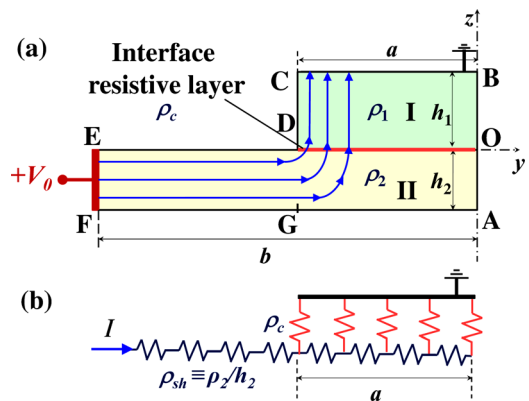 (a)
Interface
resistive layer
ρc
a
z
C
B
D
ρ1
I
h1
O
y
E
+V0
ρ2
II
h2
F
G
A
b
(b)
I
ρc
ρsh≡ρ2/h2
a